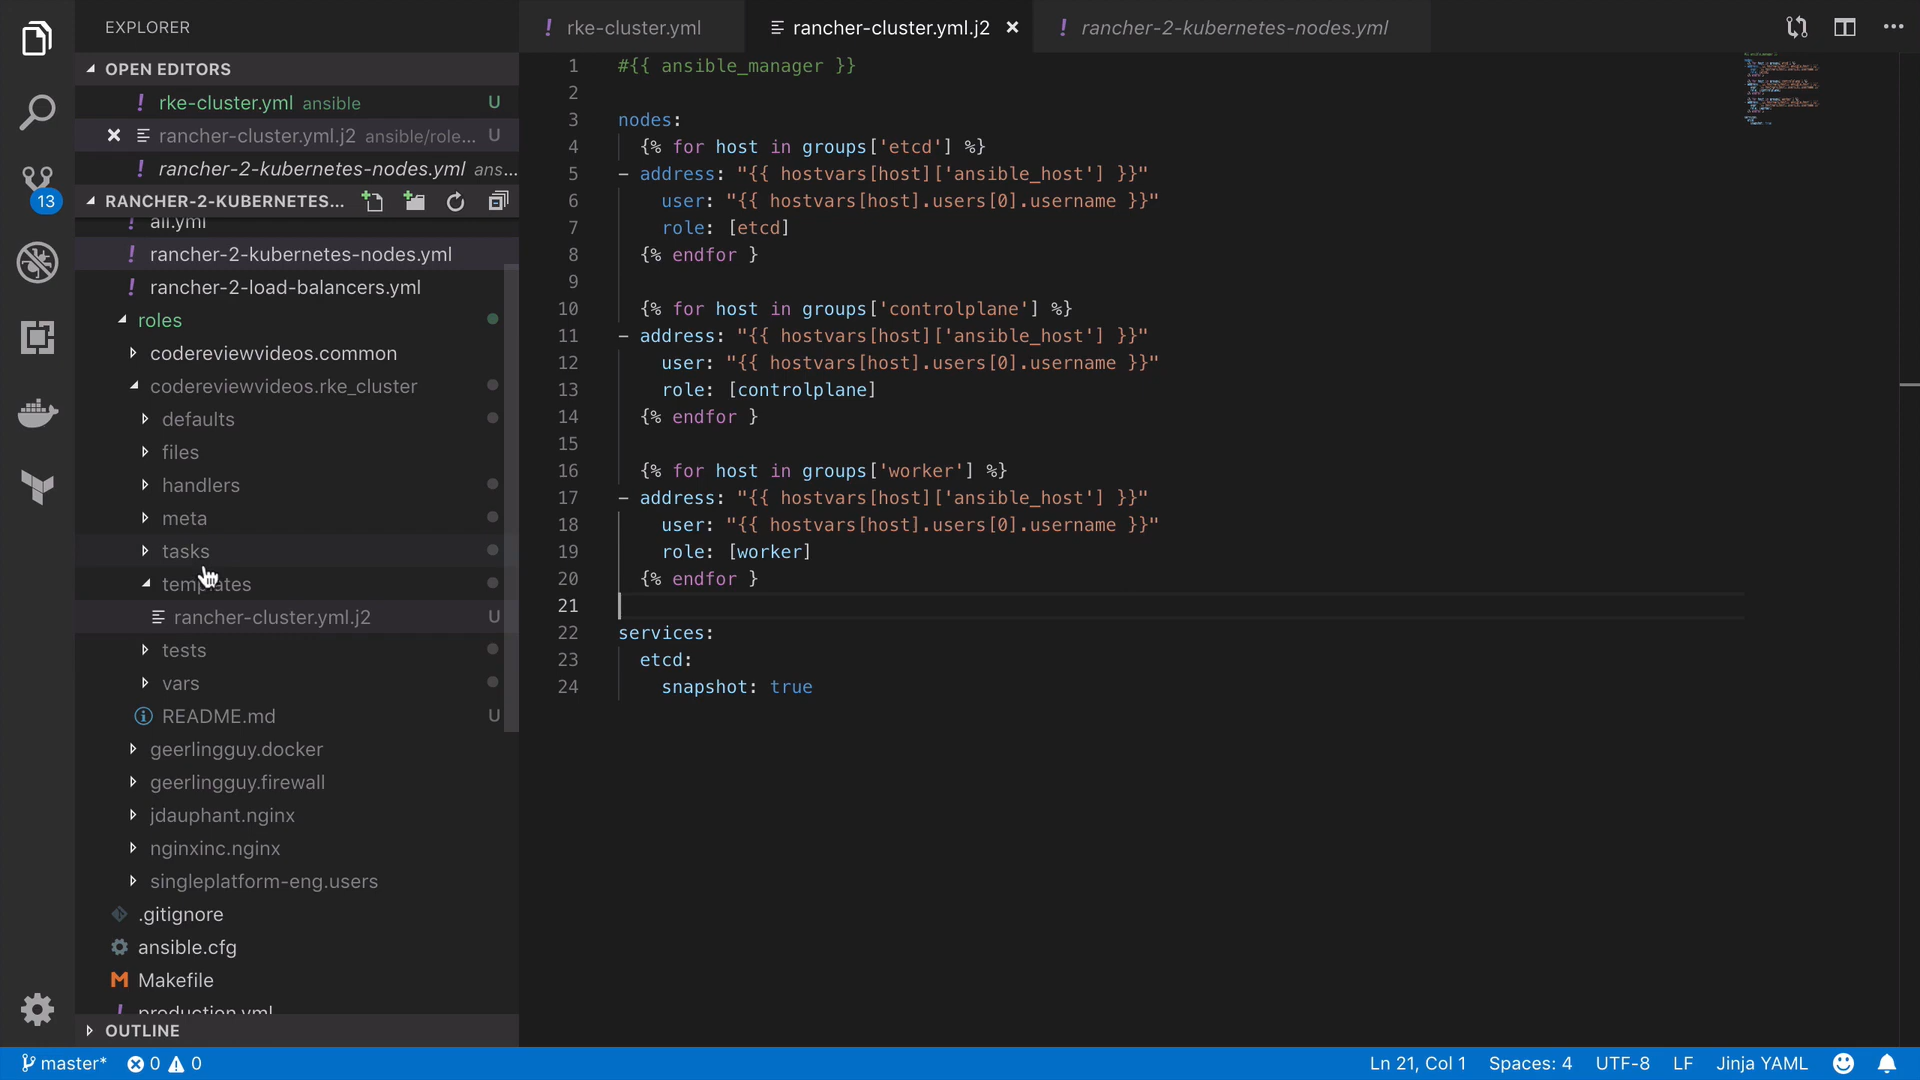 EXPLORER
OPEN EDITORS
rke-cluster.yml ansible U
rancher-cluster.yml.j2 ansible/role... U
rancher-2-kubernetes-nodes.yml ans...
13
RANCHER-2-KUBERNETES...
all.yml
rancher-2-kubernetes-nodes.yml
rancher-2-load-balancers.yml
roles
codereviewvideos.common
codereviewvideos.rke_cluster
defaults
files
handlers
meta
tasks
templates
rancher-cluster.yml.j2 U
tests
vars
README.md U
geerlingguy.docker
geerlingguy.firewall
jdauphant.nginx
nginxinc.nginx
singleplatform-eng.users
.gitignore
ansible.cfg
M Makefile
production.yml
OUTLINE
! rke-cluster.yml rancher-cluster.yml.j2 ! rancher-2-kubernetes-nodes.yml
1 #{{ ansible_manager }}
2
3 nodes:
4 {% for host in groups['etcd'] %}
5 – address: "{{ hostvars[host]['ansible_host'] }}"
6 user: "{{ hostvars[host].users[0].username }}"
7 role: [etcd]
8 {% endfor }
9
10 {% for host in groups['controlplane'] %}
11 – address: "{{ hostvars[host]['ansible_host'] }}"
12 user: "{{ hostvars[host].users[0].username }}"
13 role: [controlplane]
14 {% endfor }
15
16 {% for host in groups['worker'] %}
17 – address: "{{ hostvars[host]['ansible_host'] }}"
18 user: "{{ hostvars[host].users[0].username }}"
19 role: [worker]
20 {% endfor }
21
22 services:
23 etcd:
24 snapshot: true
master* 0 0 Ln 21, Col 1 Spaces: 4 UTF-8 LF Jinja YAML